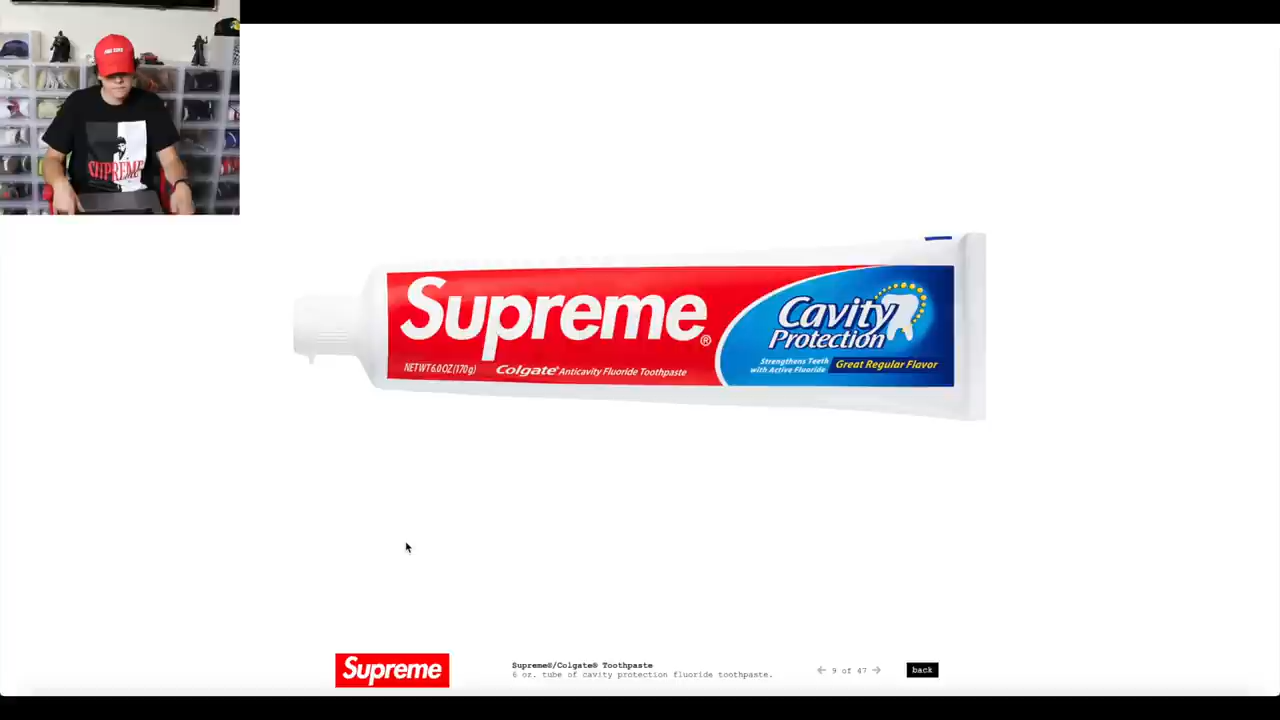 SUPREME
Supreme®
NET WT 6.0 OZ (170g)
Colgate® Anticavity Fluoride Toothpaste
Cavity
Protection
Strengthens Teeth
with Active Fluoride
Great Regular Flavor
Supreme
Supreme®/Colgate® Toothpaste
6 oz. tube of cavity protection fluoride toothpaste.
9 of 47
back